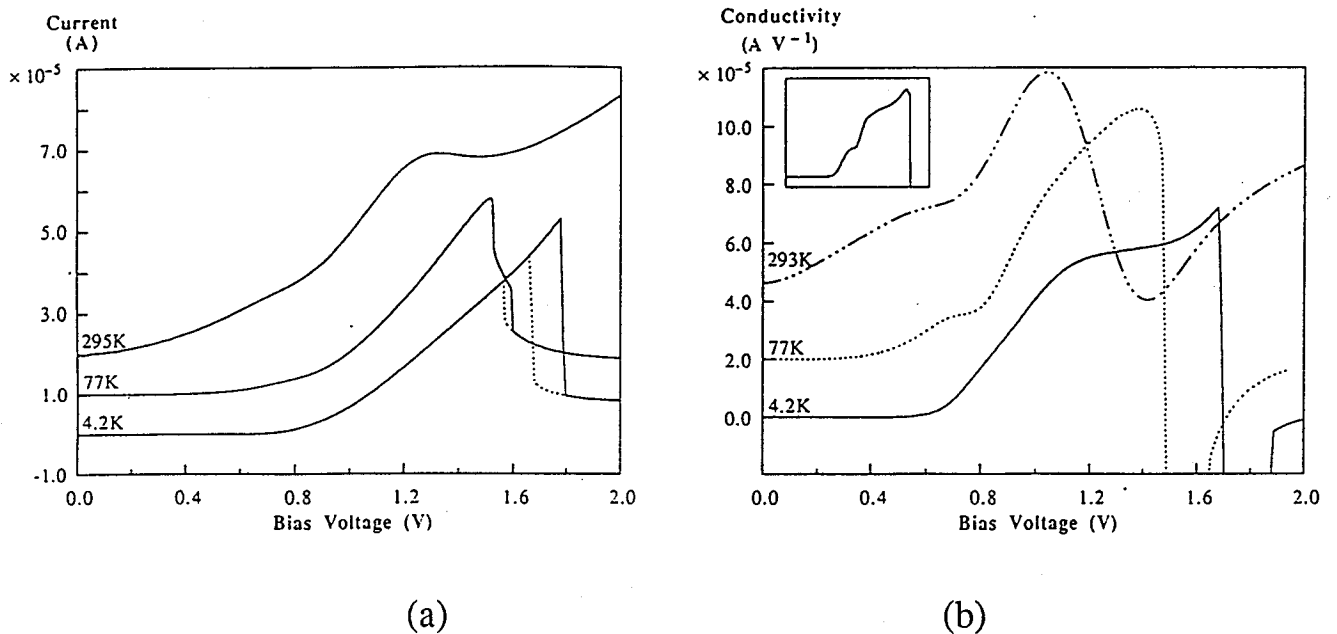 Current
(A)
× 10⁻⁵
7.0
5.0
3.0
1.0
-1.0
295K
77K
4.2K
0.0 0.4 0.8 1.2 1.6 2.0
Bias Voltage (V)
(a)
Conductivity
(A V⁻¹)
× 10⁻⁵
10.0
8.0
6.0
4.0
2.0
0.0
293K
77K
4.2K
0.0 0.4 0.8 1.2 1.6 2.0
Bias Voltage (V)
(b)